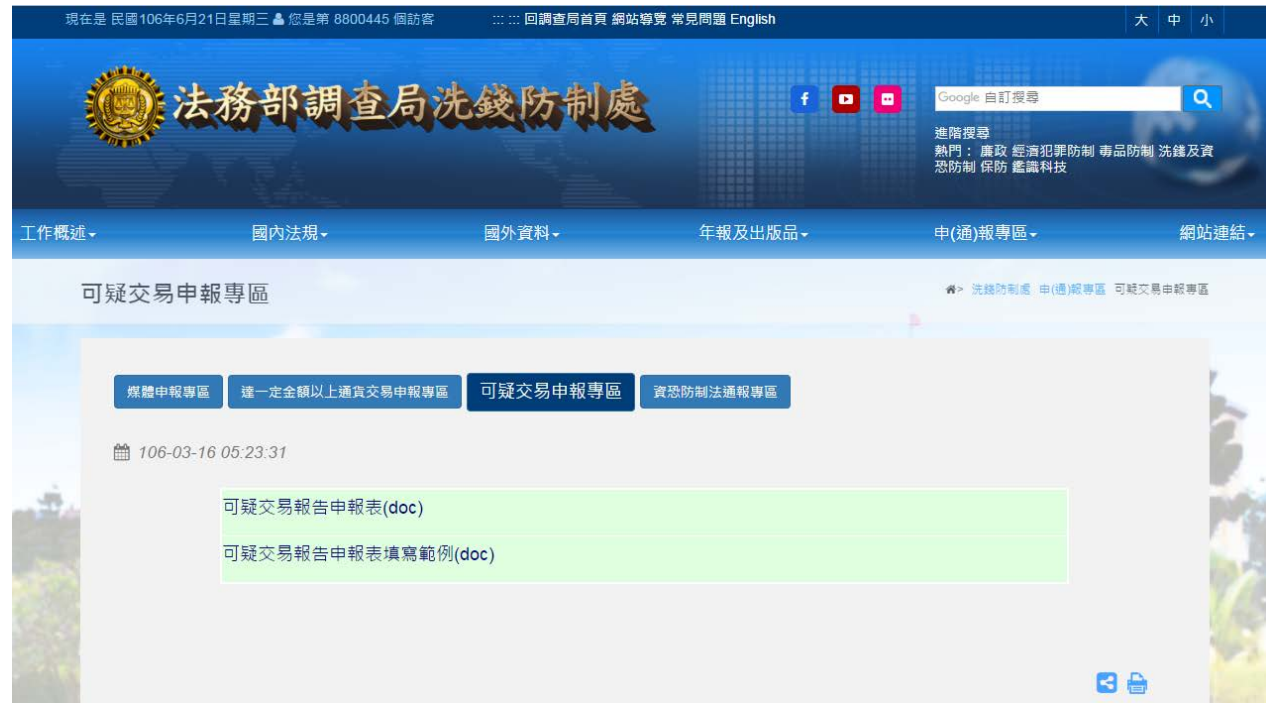 現在是 民國106年6月21日星期三 您是第 8800445 個訪客 ::: ::: 回調查局首頁 網站導覽 常見問題 English 大 中 小
法務部調查局洗錢防制處
Google 自訂搜尋
進階搜尋
熱門： 廉政 經濟犯罪防制 毒品防制 洗錢及資
恐防制 保防 鑑識科技
工作概述 國內法規 國外資料 年報及出版品 申(通)報專區 網站連結
可疑交易申報專區
> 洗錢防制處 申(通)報專區 可疑交易申報專區
媒體申報專區 達一定金額以上通貨交易申報專區 可疑交易申報專區 資恐防制法通報專區
106-03-16 05:23:31
可疑交易報告申報表(doc)
可疑交易報告申報表填寫範例(doc)